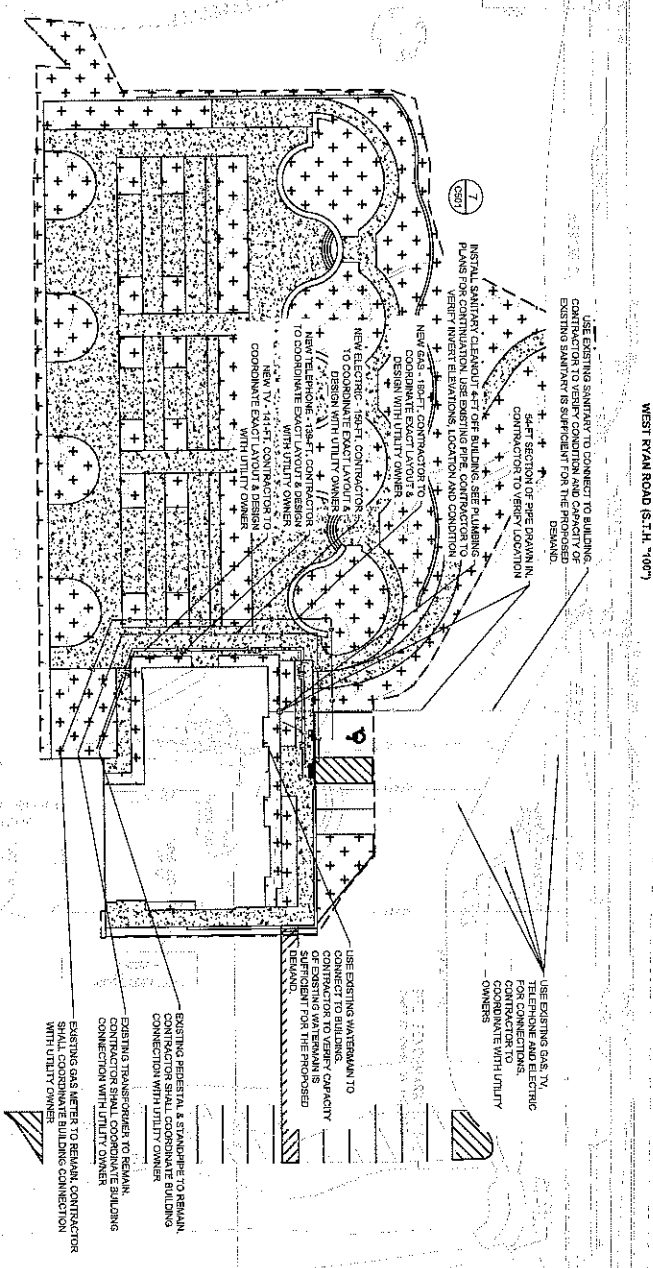 WEST RYAN ROAD (S.T.H. "100")
USE EXISTING SANITARY TO CONNECT TO BUILDING.
CONTRACTOR TO VERIFY CONDITION AND CAPACITY OF
EXISTING SANITARY IS SUFFICIENT FOR THE PROPOSED
DEMAND.
54-FT SECTION OF PIPE DRAWN IN.
CONTRACTOR TO VERIFY LOCATION
7
C501
INSTALL SANITARY CLEANOUT 4-FT OFF BUILDING. SEE PLUMBING
PLANS FOR CONTINUATION. USE EXISTING PIPE. CONTRACTOR TO
VERIFY INVERT ELEVATIONS, LOCATION AND CONDITION
NEW GAS - 180-FT. CONTRACTOR TO
COORDINATE EXACT LAYOUT &
DESIGN WITH UTILITY OWNER
NEW ELECTRIC - 150-FT. CONTRACTOR
TO COORDINATE EXACT LAYOUT &
DESIGN WITH UTILITY OWNER
NEW TELEPHONE - CONTRACTOR
TO COORDINATE EXACT LAYOUT & DESIGN
WITH UTILITY OWNER
NEW TV - 141-FT. CONTRACTOR TO
COORDINATE EXACT LAYOUT & DESIGN
WITH UTILITY OWNER
USE EXISTING GAS, TV,
TELEPHONE AND ELECTRIC
FOR CONNECTIONS.
CONTRACTOR TO
COORDINATE WITH UTILITY
OWNERS
USE EXISTING WATERMAIN TO
CONNECT TO BUILDING.
CONTRACTOR TO VERIFY CAPACITY
OF EXISTING WATERMAIN IS
SUFFICIENT FOR THE PROPOSED
DEMAND.
EXISTING PEDESTAL & STANDPIPE TO REMAIN.
CONTRACTOR SHALL COORDINATE BUILDING
CONNECTION WITH UTILITY OWNER
EXISTING TRANSFORMER TO REMAIN.
CONTRACTOR SHALL COORDINATE BUILDING
CONNECTION WITH UTILITY OWNER
EXISTING GAS METER TO REMAIN. CONTRACTOR
SHALL COORDINATE BUILDING CONNECTION
WITH UTILITY OWNER